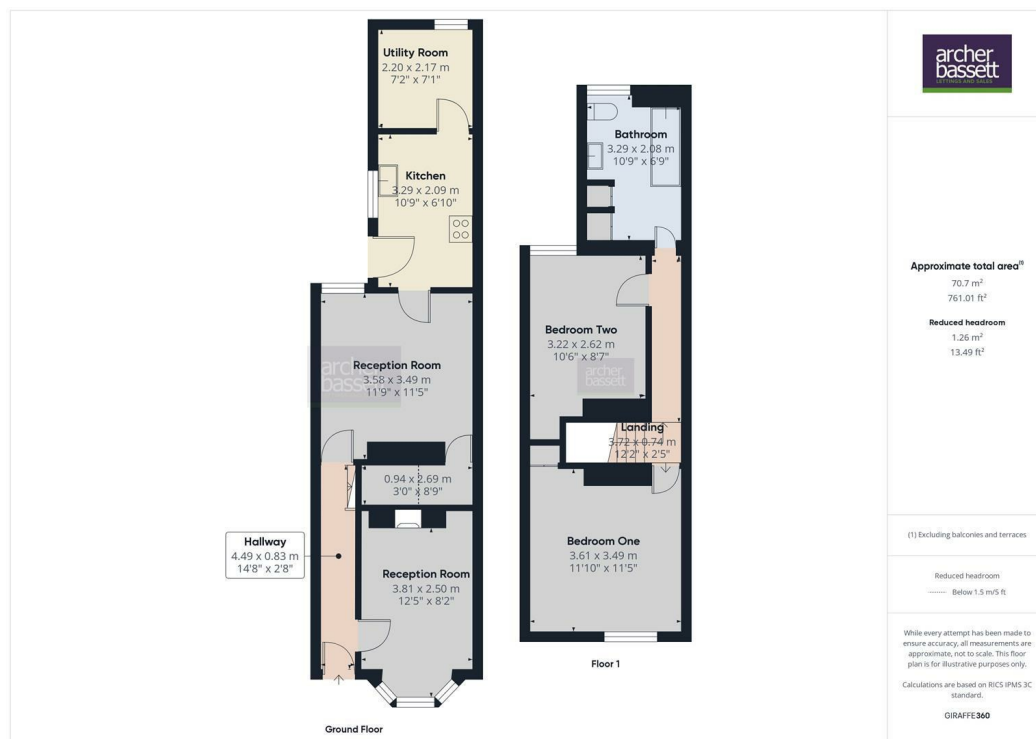 Utility Room
2.20 x 2.17 m
7'2" x 7'1"
Kitchen
3.29 x 2.09 m
10'9" x 6'10"
Reception Room
3.58 x 3.49 m
11'9" x 11'5"
archer
bassett
0.94 x 2.69 m
3'0" x 8'9"
Hallway
4.49 x 0.83 m
14'8" x 2'8"
Reception Room
3.81 x 2.50 m
12'5" x 8'2"
Ground Floor
Bathroom
3.29 x 2.08 m
10'9" x 6'9"
Bedroom Two
3.22 x 2.62 m
10'6" x 8'7"
archer
bassett
Landing
3.72 x 0.74 m
12'2" x 2'5"
Bedroom One
3.61 x 3.49 m
11'10" x 11'5"
Floor 1
archer
bassett
LETTINGS AND SALES
Approximate total area(1)
70.7 m²
761.01 ft²
Reduced headroom
1.26 m²
13.49 ft²
(1) Excluding balconies and terraces
Reduced headroom
Below 1.5 m/5 ft
While every attempt has been made to
ensure accuracy, all measurements are
approximate, not to scale. This floor
plan is for illustrative purposes only.
Calculations are based on RICS IPMS 3C
standard.
GIRAFFE360